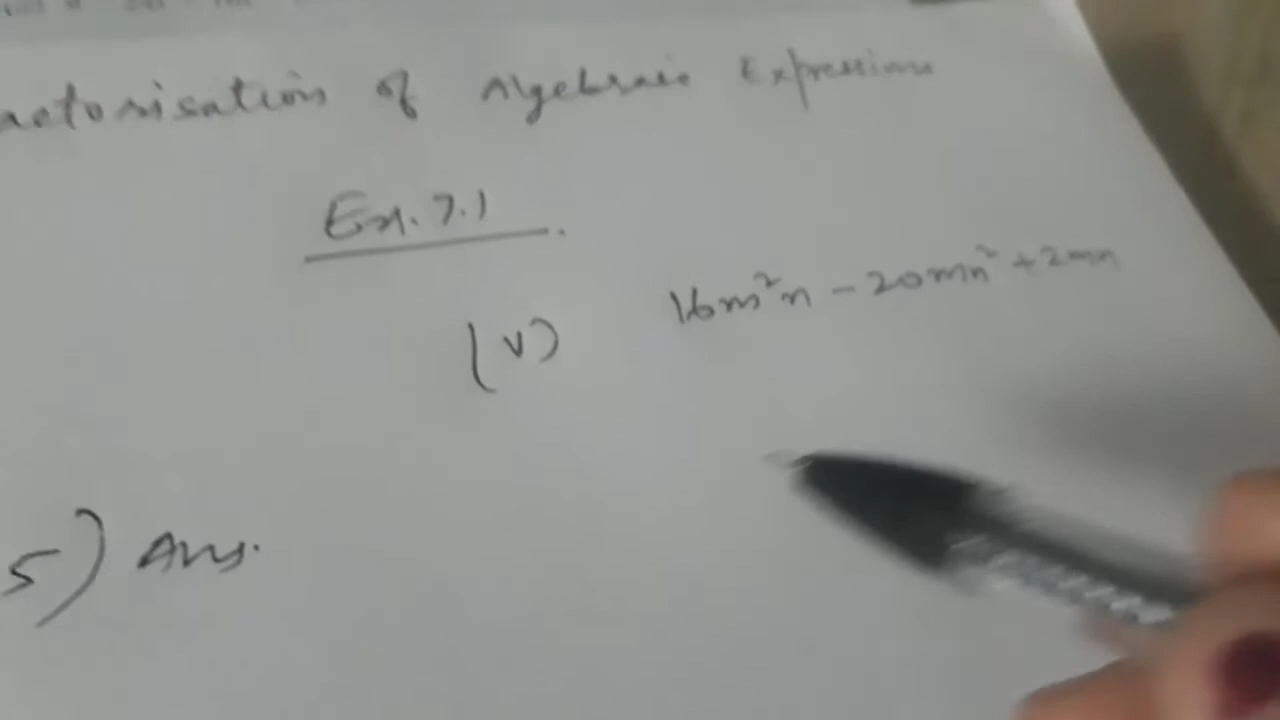 actorisation of Algebraic Expressions
Ex. 7.1
(v) 16m²n - 20mn² + 2mn
5) Ans.